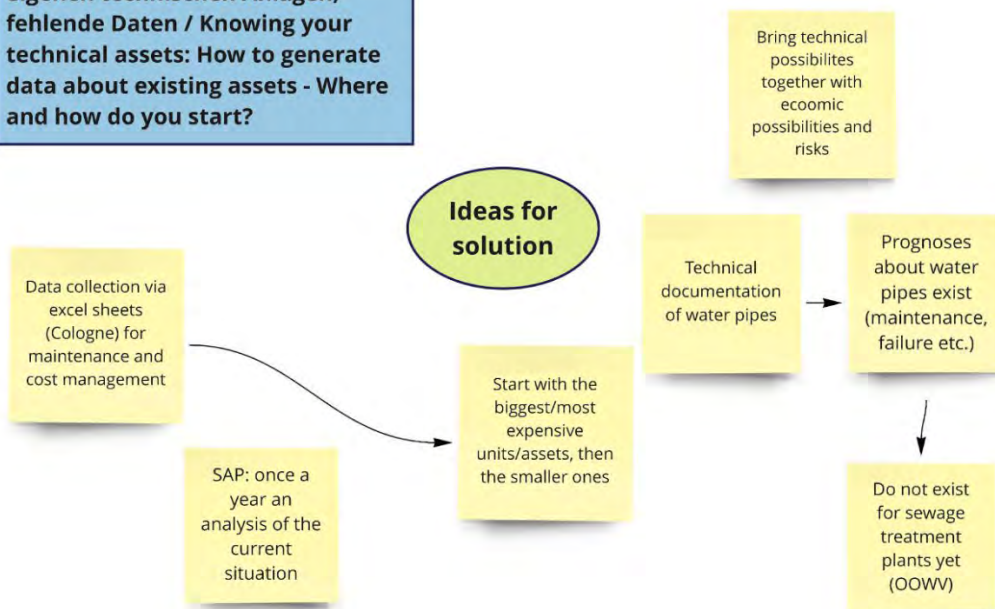 eigenen technischen Anlagen,
fehlende Daten / Knowing your
technical assets: How to generate
data about existing assets - Where
and how do you start?
Bring technical
possibilites
together with
ecoomic
possibilities and
risks
Ideas for
solution
Data collection via
excel sheets
(Cologne) for
maintenance and
cost management
SAP: once a
year an
analysis of the
current
situation
Start with the
biggest/most
expensive
units/assets, then
the smaller ones
Technical
documentation
of water pipes
Prognoses
about water
pipes exist
(maintenance,
failure etc.)
Do not exist
for sewage
treatment
plants yet
(OOWV)